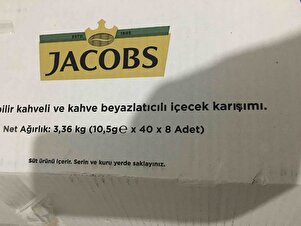 JACOBS
bilir kahveli ve kahve beyazlatıcılı içecek karışımı.
Net Ağırlık: 3,36 kg (10,5g℮ x 40 x 8 Adet)
Süt ürünü içerir. Serin ve kuru yerde saklayınız.